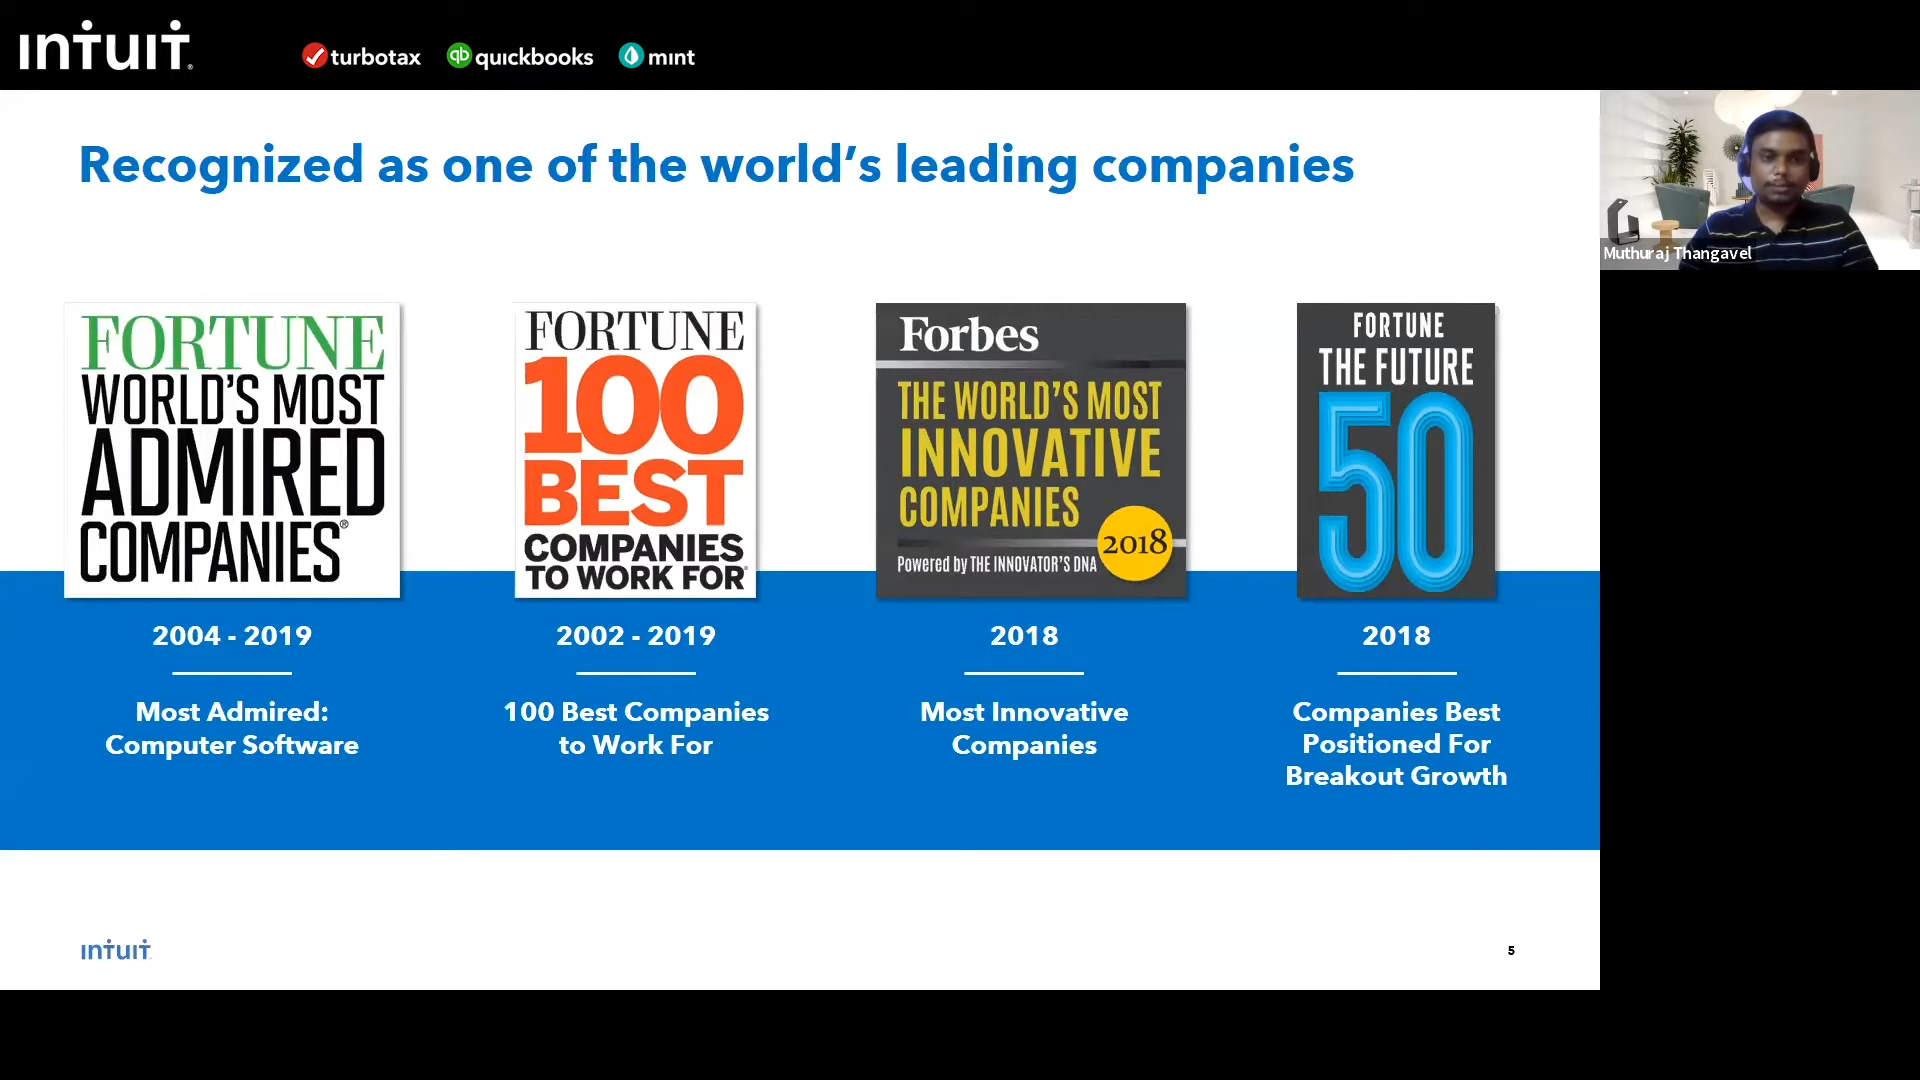 ıntuıt®
turbotax
qb quickbooks
mint
Recognized as one of the world’s leading companies
Muthuraj Thangavel
FORTUNE
WORLD’S MOST
ADMIRED
COMPANIES®
2004 - 2019
Most Admired:
Computer Software
FORTUNE
100
BEST
COMPANIES
TO WORK FOR®
2002 - 2019
100 Best Companies
to Work For
Forbes
THE WORLD’S MOST
INNOVATIVE
COMPANIES
2018
Powered by THE INNOVATOR’S DNA
2018
Most Innovative
Companies
FORTUNE
THE FUTURE
50
2018
Companies Best
Positioned For
Breakout Growth
ıntuıt
5